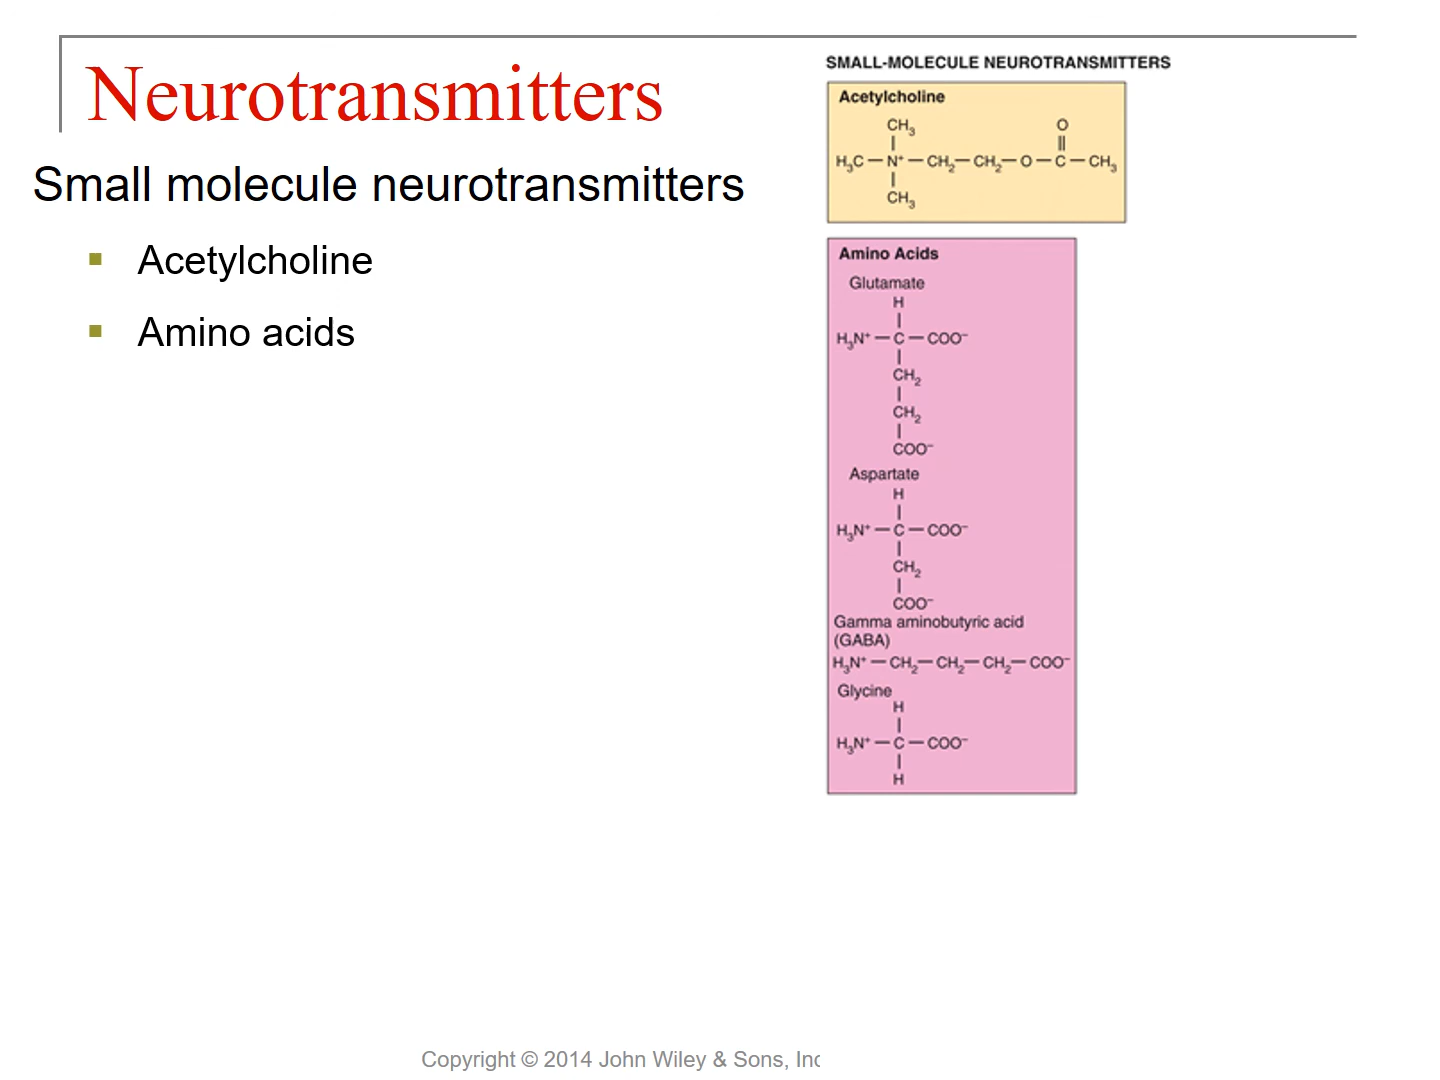 Neurotransmitters
Small molecule neurotransmitters
Acetylcholine
Amino acids
SMALL-MOLECULE NEUROTRANSMITTERS
Acetylcholine
CH₃ O
H₃C — N⁺ — CH₂ — CH₂ — O — C — CH₃
CH₃
Amino Acids
Glutamate
H
H₃N⁺ — C — COO⁻
CH₂
CH₂
COO⁻
Aspartate
H
H₃N⁺ — C — COO⁻
CH₂
COO⁻
Gamma aminobutyric acid
(GABA)
H₃N⁺ — CH₂ — CH₂ — CH₂ — COO⁻
Glycine
H
H₃N⁺ — C — COO⁻
H
Copyright © 2014 John Wiley & Sons, Inc